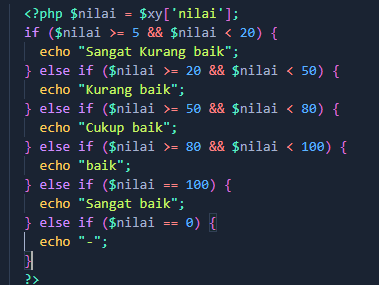 <?php $nilai = $xy['nilai'];
if ($nilai >= 5 && $nilai < 20) {
  echo "Sangat Kurang baik";
} else if ($nilai >= 20 && $nilai < 50) {
  echo "Kurang baik";
} else if ($nilai >= 50 && $nilai < 80) {
  echo "Cukup baik";
} else if ($nilai >= 80 && $nilai < 100) {
  echo "baik";
} else if ($nilai == 100) {
  echo "Sangat baik";
} else if ($nilai == 0) {
  echo "-";
}
?>